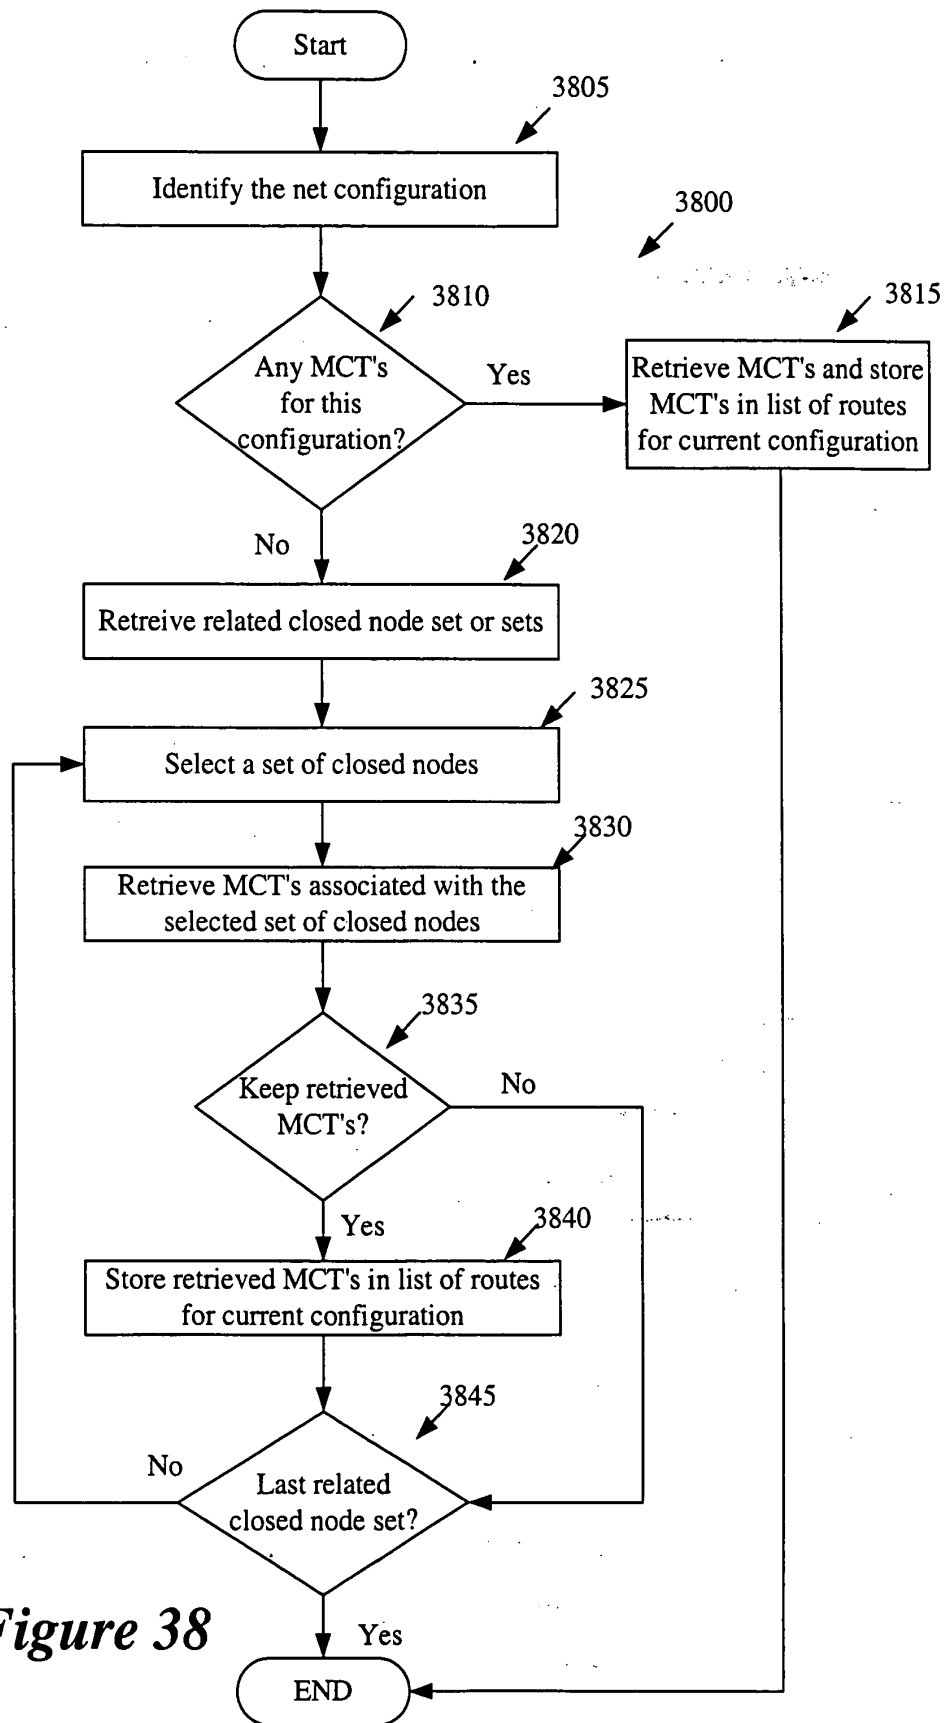 Start
3805
Identify the net configuration
3800
3810
3815
Any MCT's
for this
configuration?
Yes
Retrieve MCT's and store
MCT's in list of routes
for current configuration
No
3820
Retreive related closed node set or sets
3825
Select a set of closed nodes
3830
Retrieve MCT's associated with the
selected set of closed nodes
3835
Keep retrieved
MCT's?
No
Yes
3840
Store retrieved MCT's in list of routes
for current configuration
3845
No
Last related
closed node set?
Figure 38
Yes
END